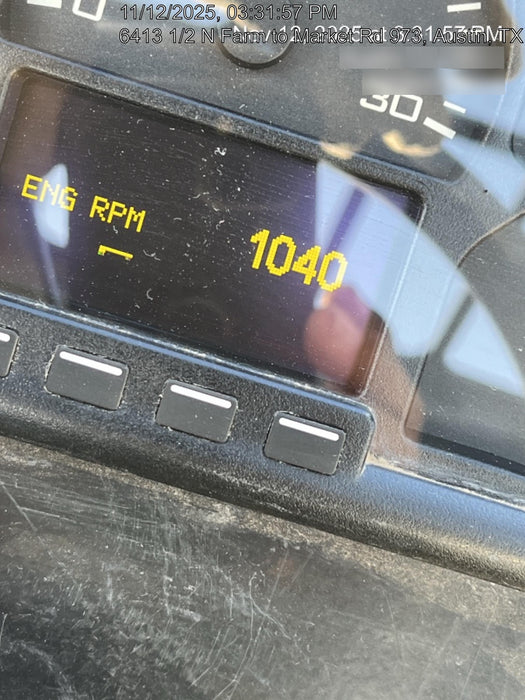 11/12/2025, 03:31:57 PM
6413 1/2 N Farm to Market Rd 973, Austin, TX
30
ENG RPM
1040